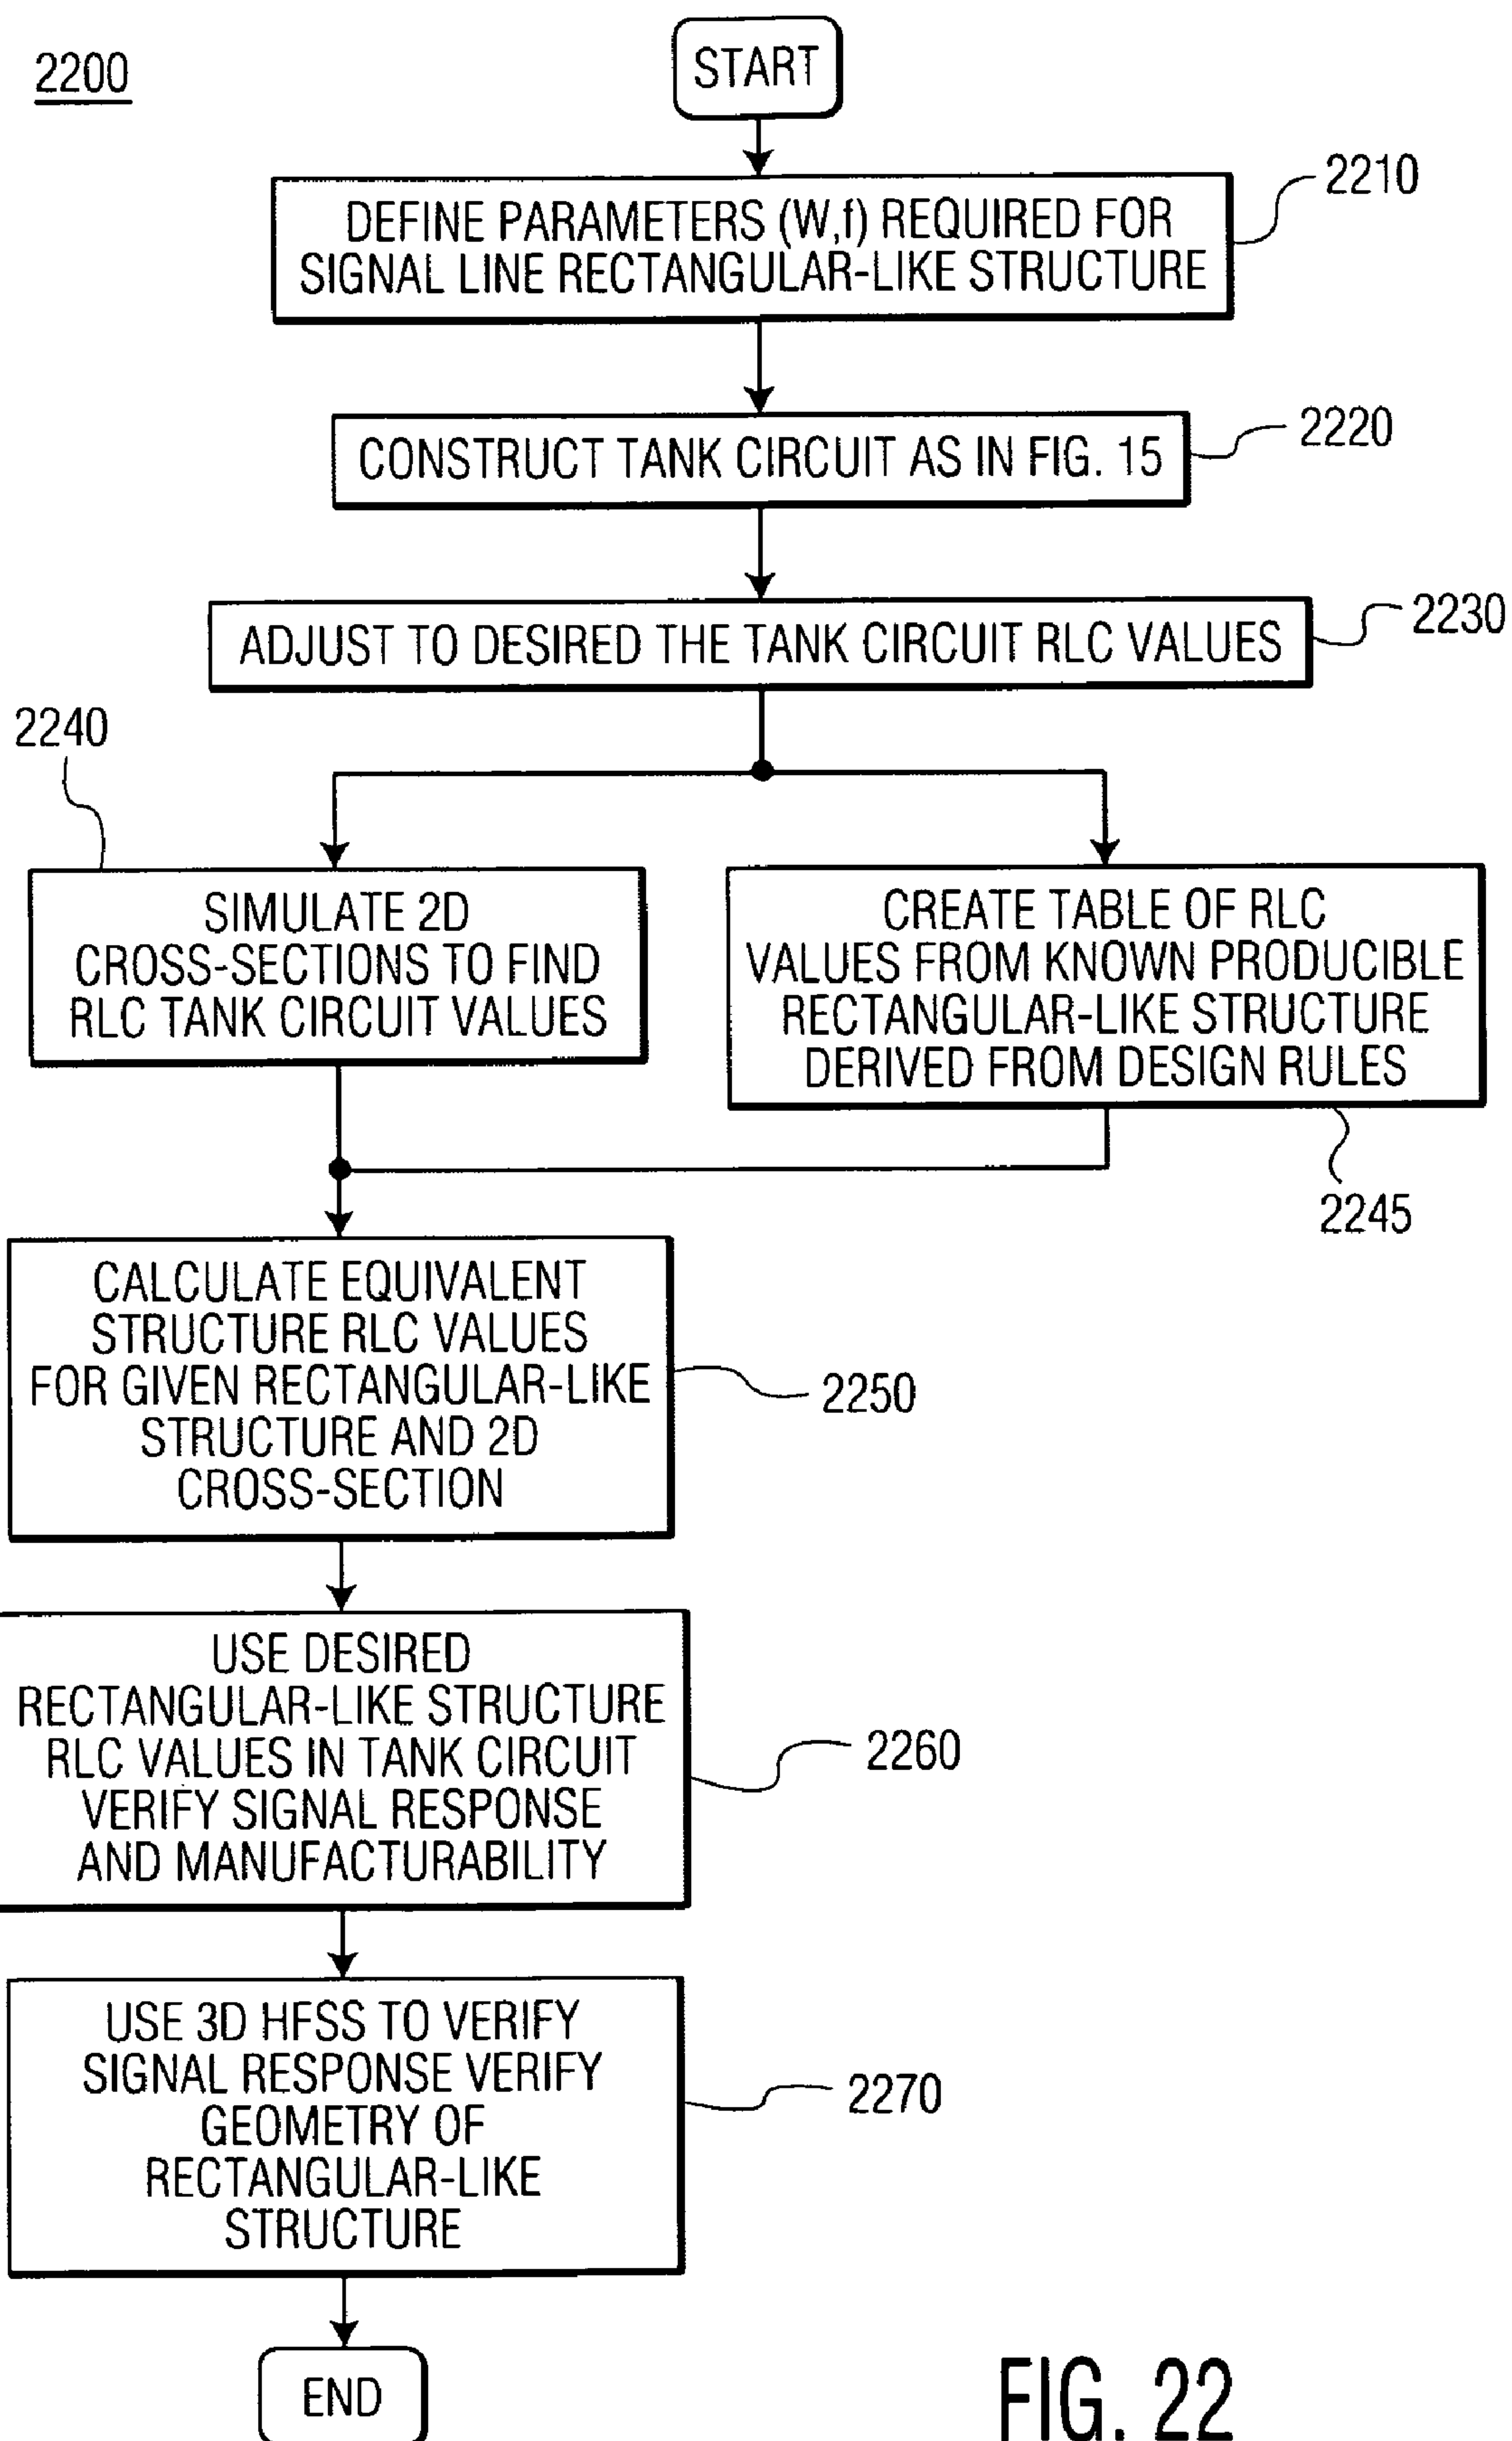 2200
START
DEFINE PARAMETERS (W,f) REQUIRED FOR
SIGNAL LINE RECTANGULAR-LIKE STRUCTURE
2210
CONSTRUCT TANK CIRCUIT AS IN FIG. 15
2220
ADJUST TO DESIRED THE TANK CIRCUIT RLC VALUES
2230
2240
SIMULATE 2D
CROSS-SECTIONS TO FIND
RLC TANK CIRCUIT VALUES
CREATE TABLE OF RLC
VALUES FROM KNOWN PRODUCIBLE
RECTANGULAR-LIKE STRUCTURE
DERIVED FROM DESIGN RULES
2245
CALCULATE EQUIVALENT
STRUCTURE RLC VALUES
FOR GIVEN RECTANGULAR-LIKE
STRUCTURE AND 2D
CROSS-SECTION
2250
USE DESIRED
RECTANGULAR-LIKE STRUCTURE
RLC VALUES IN TANK CIRCUIT
VERIFY SIGNAL RESPONSE
AND MANUFACTURABILITY
2260
USE 3D HFSS TO VERIFY
SIGNAL RESPONSE VERIFY
GEOMETRY OF
RECTANGULAR-LIKE
STRUCTURE
2270
END
FIG. 22